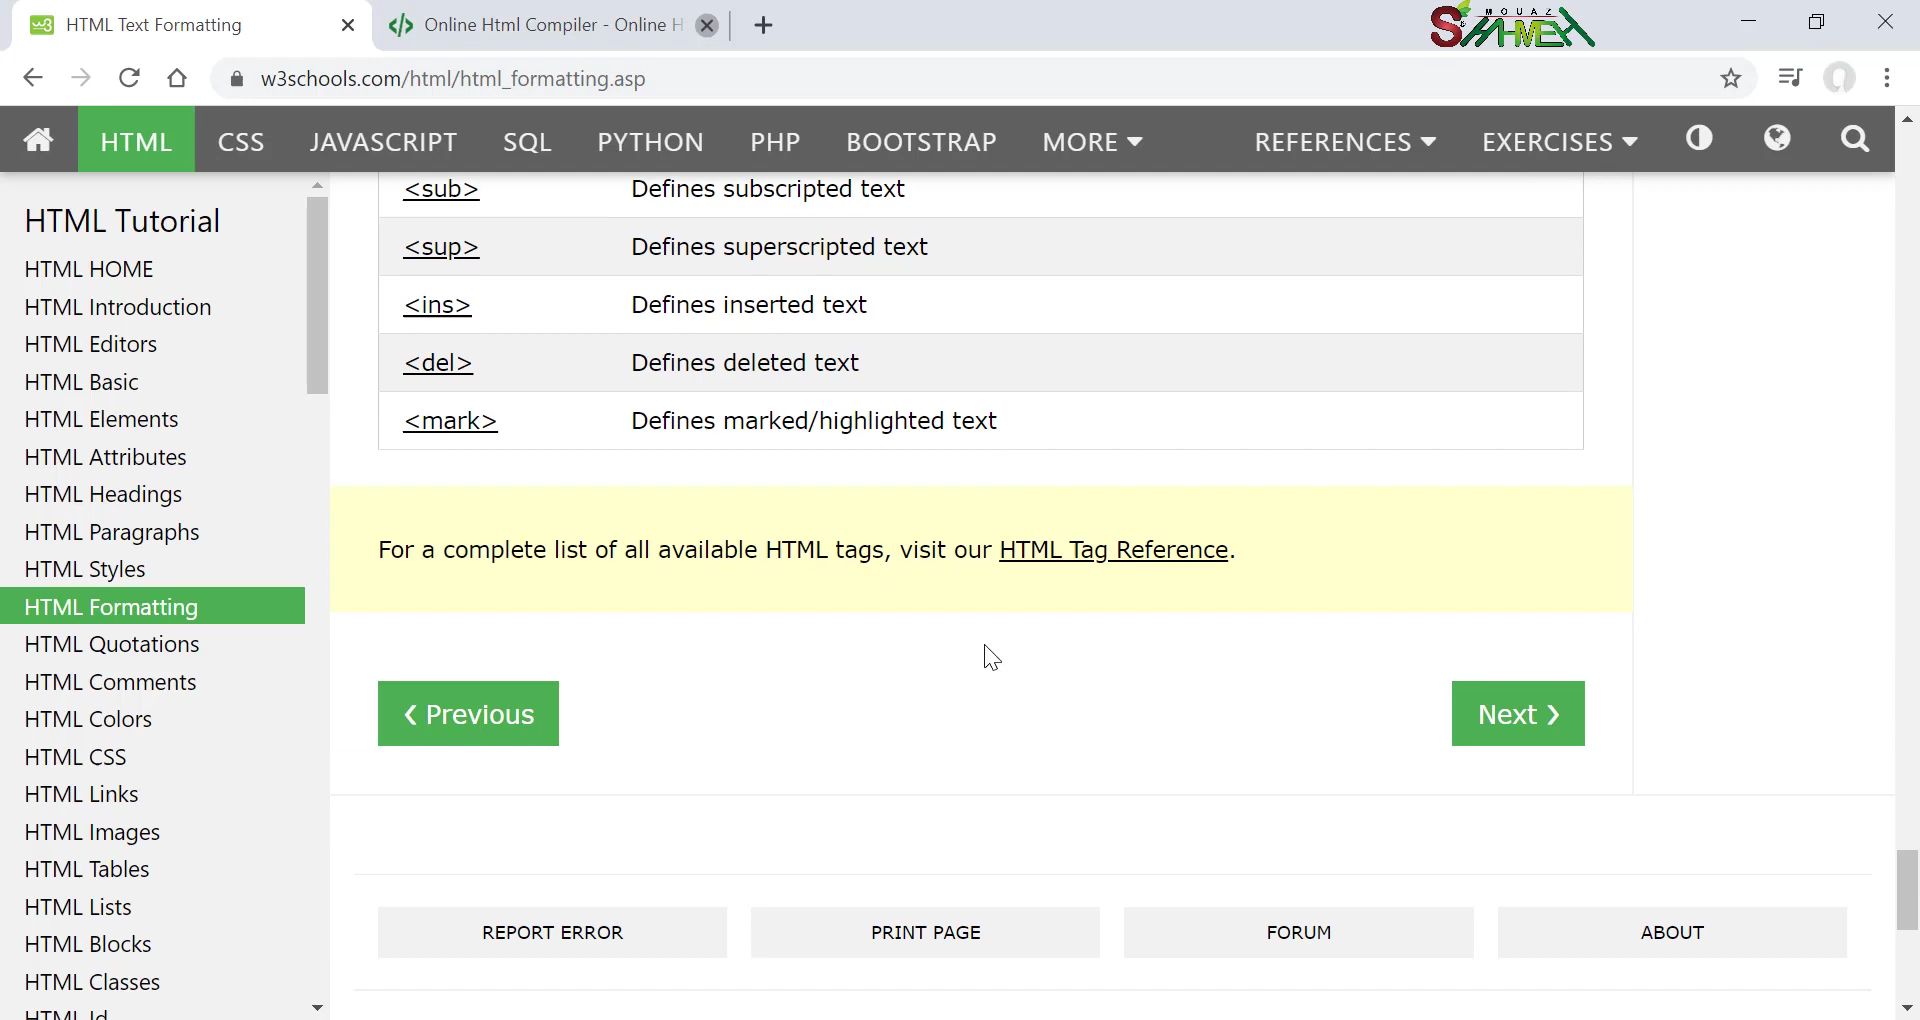 HTML Text Formatting
Online Html Compiler - Online H
MOUAZ
w3schools.com/html/html_formatting.asp
HTML CSS JAVASCRIPT SQL PYTHON PHP BOOTSTRAP MORE REFERENCES EXERCISES
HTML Tutorial
HTML HOME
HTML Introduction
HTML Editors
HTML Basic
HTML Elements
HTML Attributes
HTML Headings
HTML Paragraphs
HTML Styles
HTML Formatting
HTML Quotations
HTML Comments
HTML Colors
HTML CSS
HTML Links
HTML Images
HTML Tables
HTML Lists
HTML Blocks
HTML Classes
HTML Id
<sub> Defines subscripted text
<sup> Defines superscripted text
<ins> Defines inserted text
<del> Defines deleted text
<mark> Defines marked/highlighted text
For a complete list of all available HTML tags, visit our HTML Tag Reference.
❮ Previous
Next ❯
REPORT ERROR
PRINT PAGE
FORUM
ABOUT